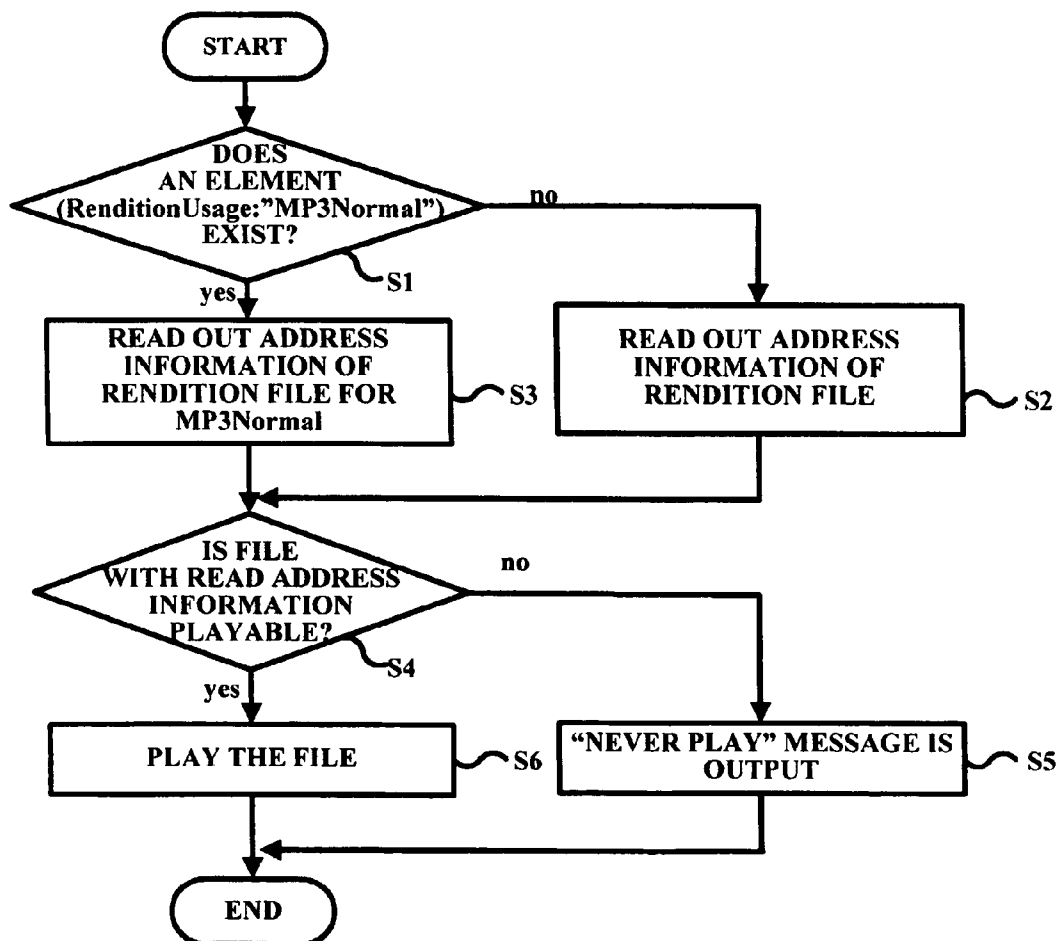 START
DOES
AN ELEMENT
(RenditionUsage:"MP3Normal")
EXIST?
no
S1
yes
READ OUT ADDRESS
INFORMATION OF
RENDITION FILE FOR
MP3Normal
S3
READ OUT ADDRESS
INFORMATION OF
RENDITION FILE
S2
IS FILE
WITH READ ADDRESS
INFORMATION
PLAYABLE?
no
S4
yes
PLAY THE FILE
S6
“NEVER PLAY” MESSAGE IS
OUTPUT
S5
END